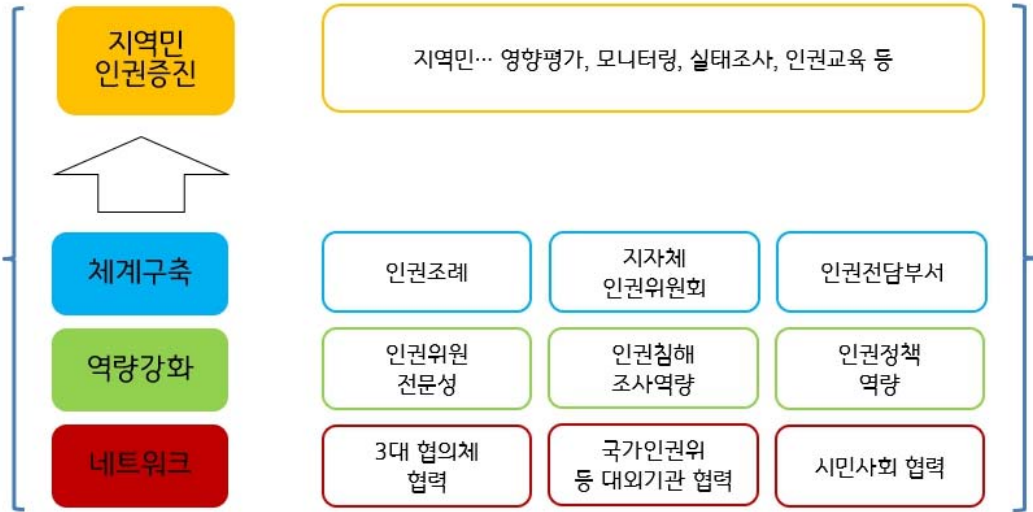 지역민
인권증진
지역민… 영향평가, 모니터링, 실태조사, 인권교육 등
체계구축
인권조례
지자체
인권위원회
인권전담부서
역량강화
인권위원
전문성
인권침해
조사역량
인권정책
역량
네트워크
3대 협의체
협력
국가인권위
등 대외기관 협력
시민사회 협력